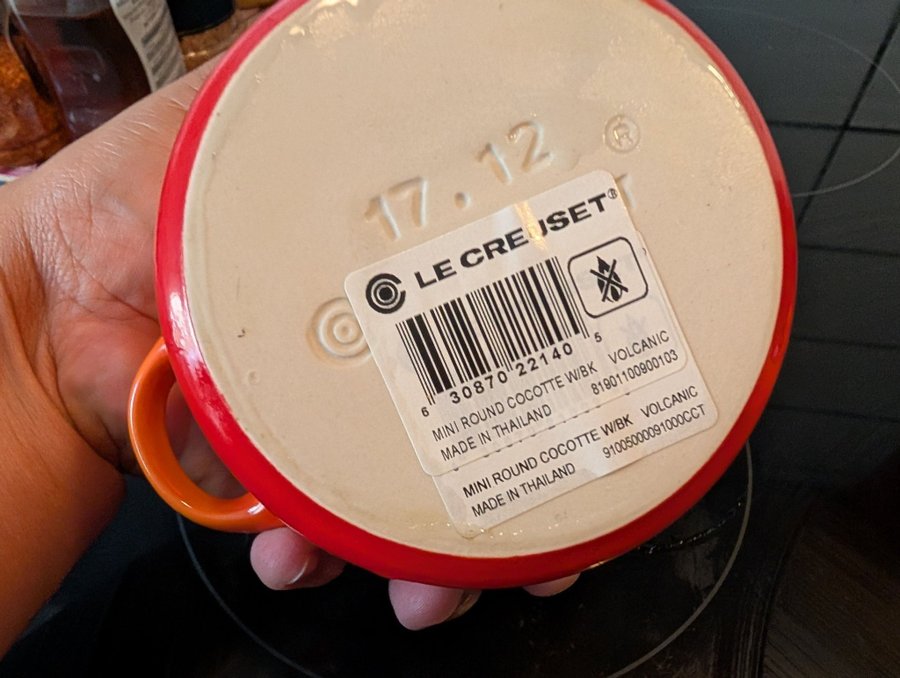 17.12
®
LE CREUSET®
6 30870 22140 5
MINI ROUND COCOTTE W/BK VOLCANIC
MADE IN THAILAND 81901100900103
MINI ROUND COCOTTE W/BK VOLCANIC
MADE IN THAILAND 9100500091000CCT